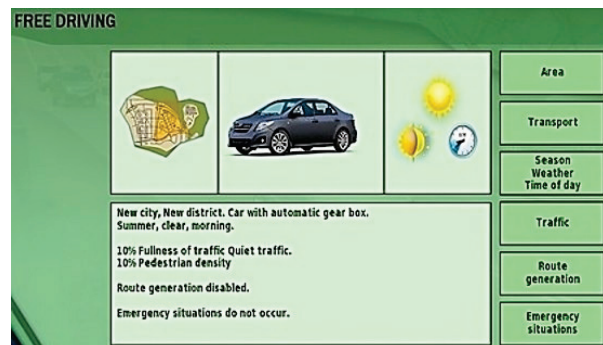 FREE DRIVING
Area
Transport
Season
Weather
Time of day
Traffic
Route
generation
Emergency
situations
New city, New district. Car with automatic gear box.
Summer, clear, morning.
10% Fullness of traffic Quiet traffic.
10% Pedestrian density
Route generation disabled.
Emergency situations do not occur.